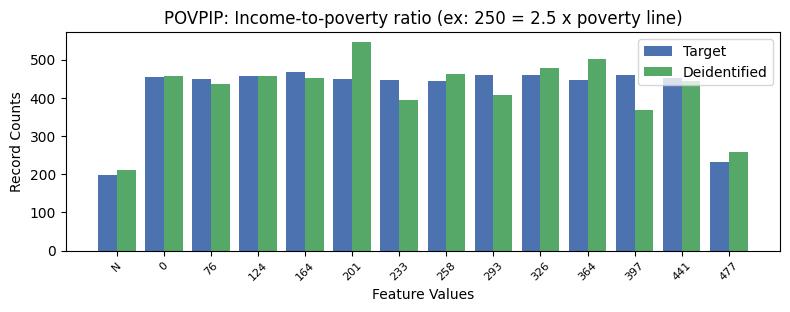 POVPIP: Income-to-poverty ratio (ex: 250 = 2.5 x poverty line)
Target
Deidentified
Record Counts
500
400
300
200
100
0
N 0 76 124 164 201 233 258 293 326 364 397 441 477
Feature Values